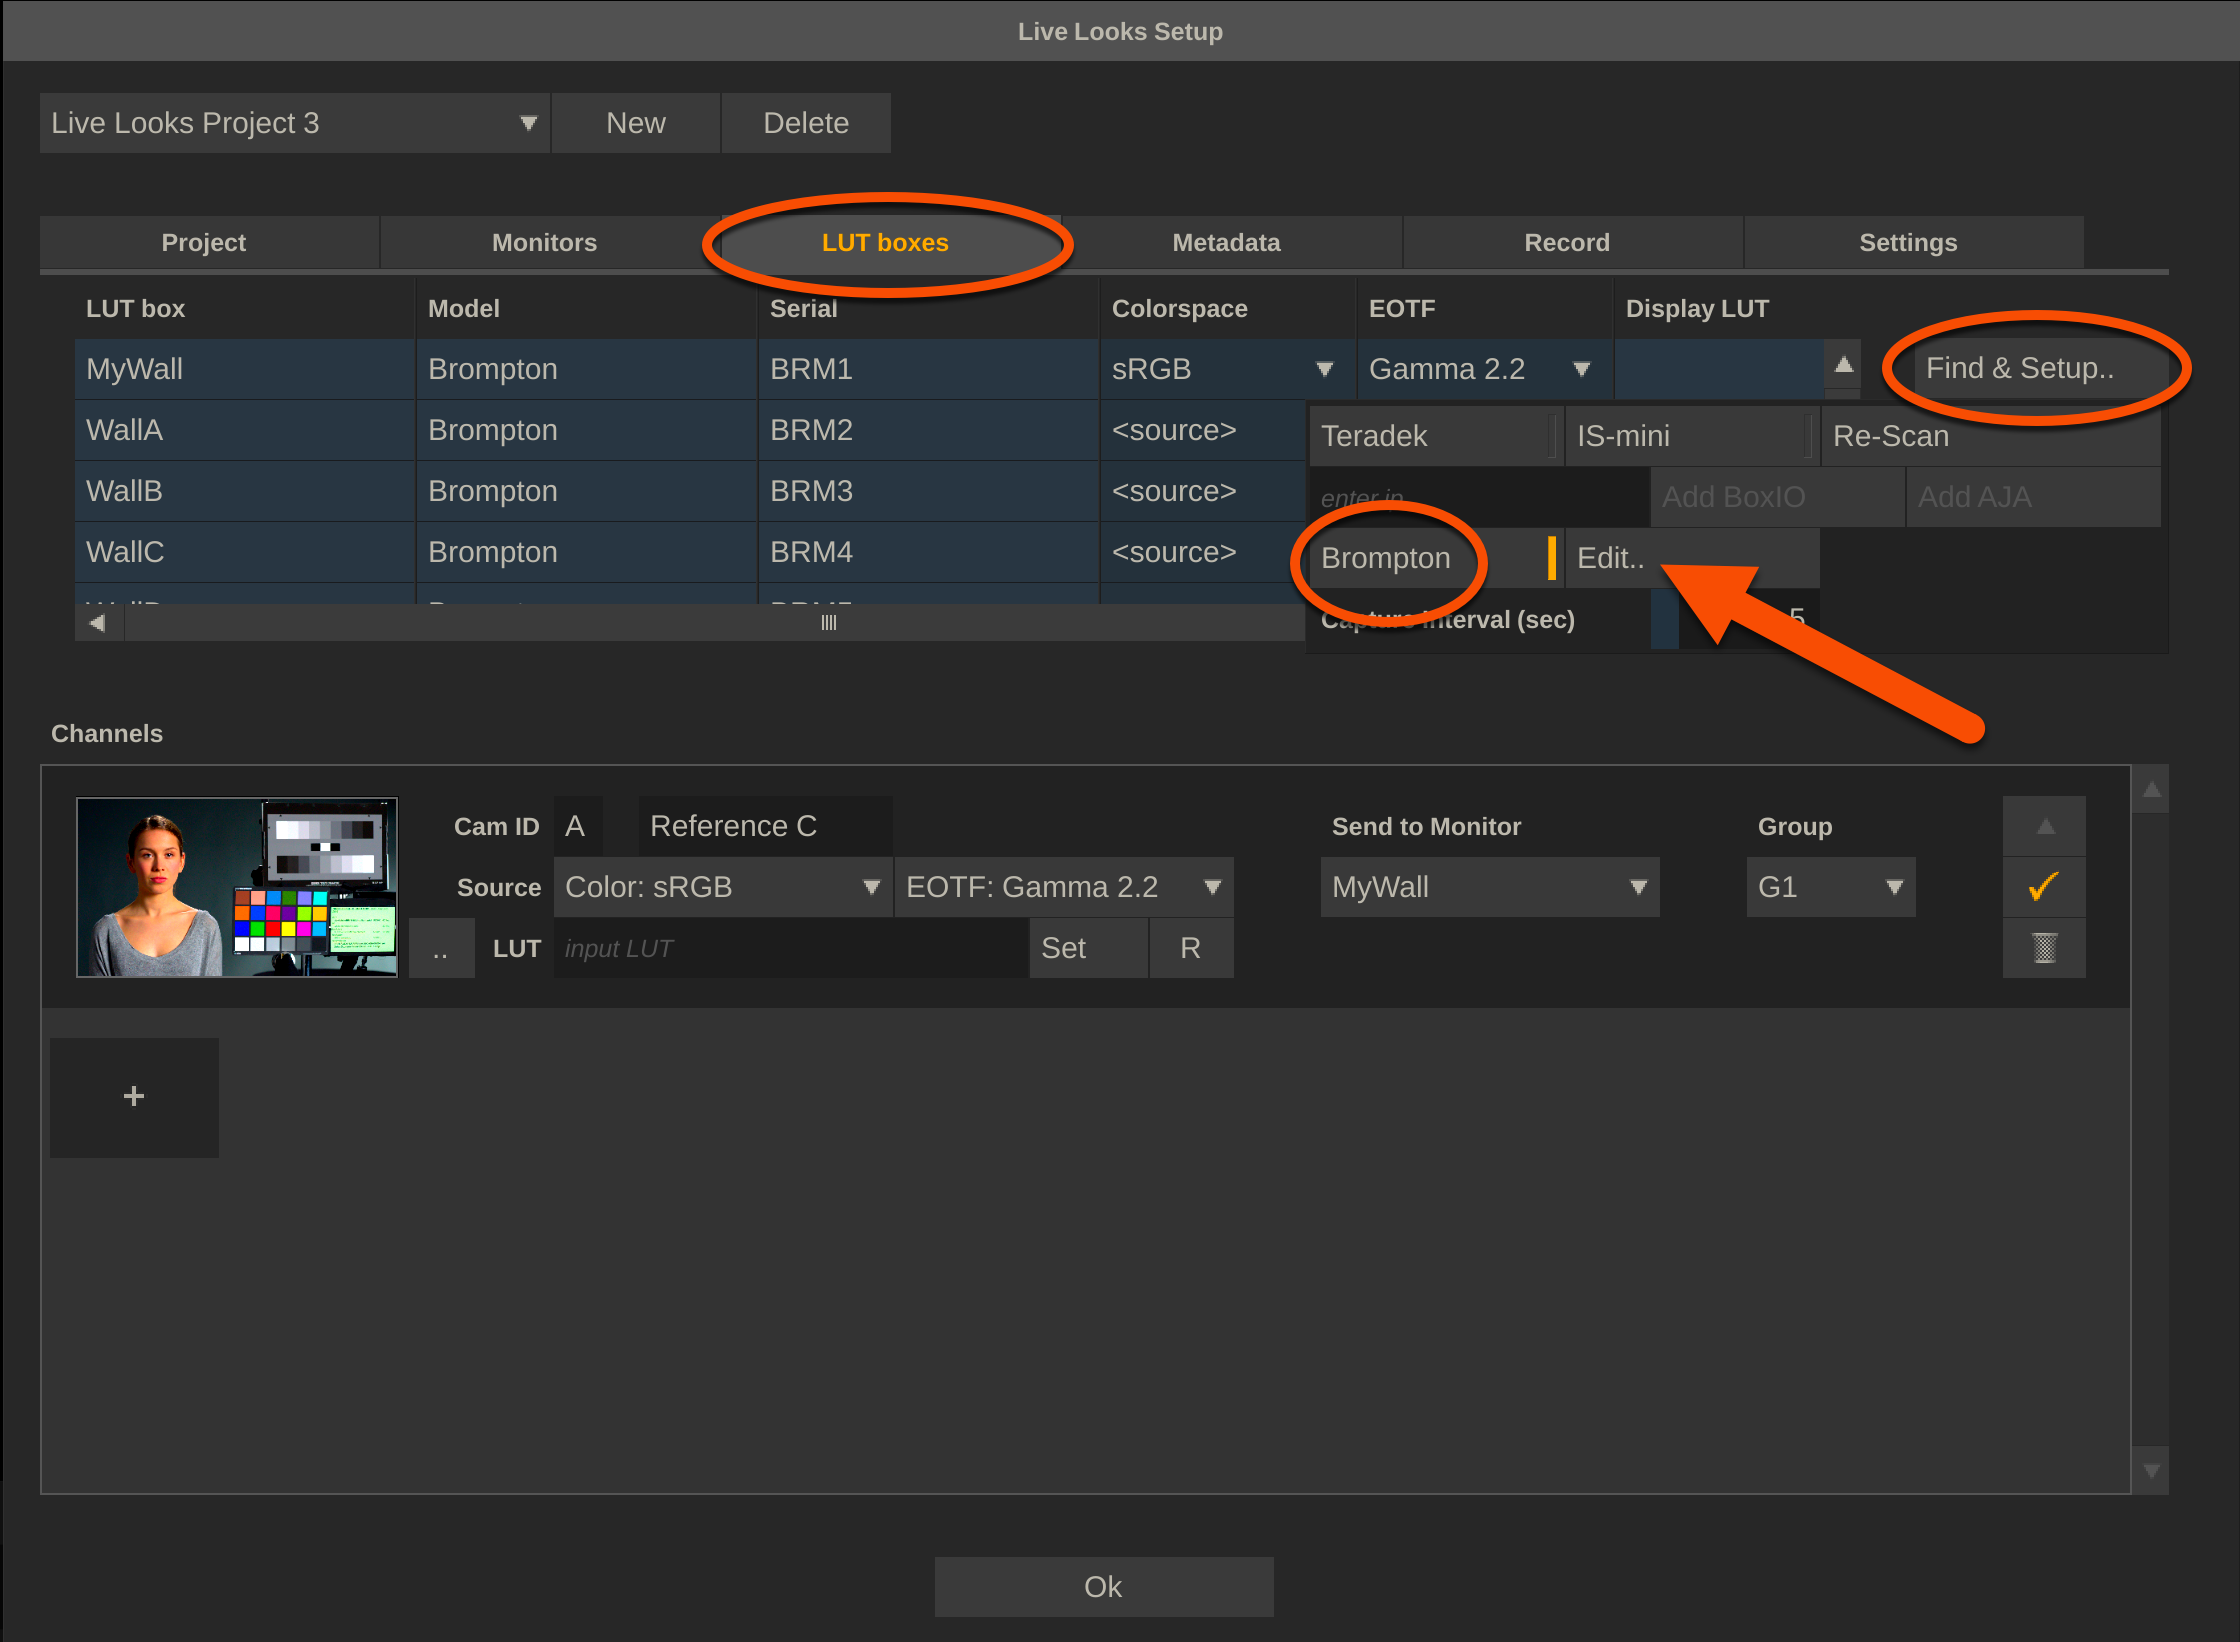 Live Looks Setup
Live Looks Project 3
New
Delete
Project
Monitors
LUT boxes
Metadata
Record
Settings
LUT box
Model
Serial
Colorspace
EOTF
Display LUT
MyWall
Brompton
BRM1
sRGB
Gamma 2.2
Find & Setup..
WallA
Brompton
BRM2
<source>
Teradek
IS-mini
Re-Scan
WallB
Brompton
BRM3
<source>
enter ip
Add BoxIO
Add AJA
WallC
Brompton
BRM4
<source>
Brompton
Edit..
Capture Interval (sec)
5
Channels
Cam ID
A
Reference C
Send to Monitor
Group
Source
Color: sRGB
EOTF: Gamma 2.2
MyWall
G1
..
LUT
input LUT
Set
R
+
Ok